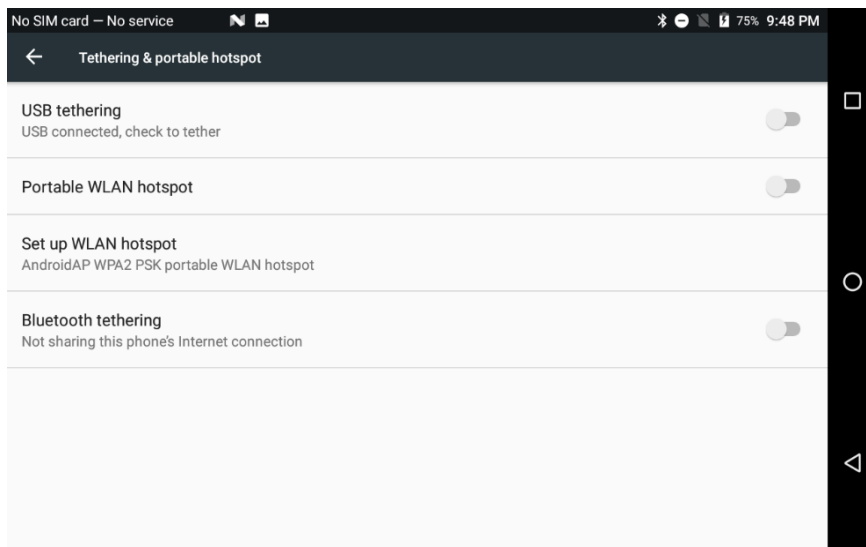 No SIM card — No service 75% 9:48 PM
Tethering & portable hotspot
USB tethering
USB connected, check to tether
Portable WLAN hotspot
Set up WLAN hotspot
AndroidAP WPA2 PSK portable WLAN hotspot
Bluetooth tethering
Not sharing this phone's Internet connection